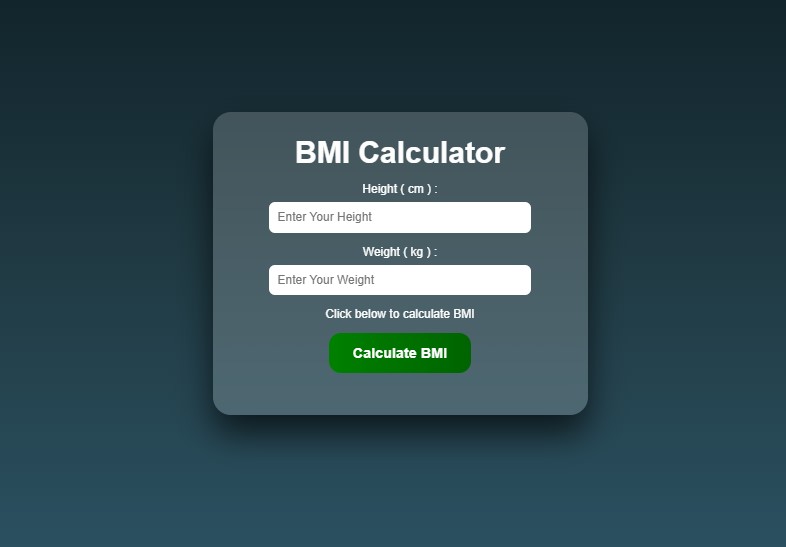 BMI Calculator
Height ( cm ) :
Enter Your Height
Weight ( kg ) :
Enter Your Weight
Click below to calculate BMI
Calculate BMI